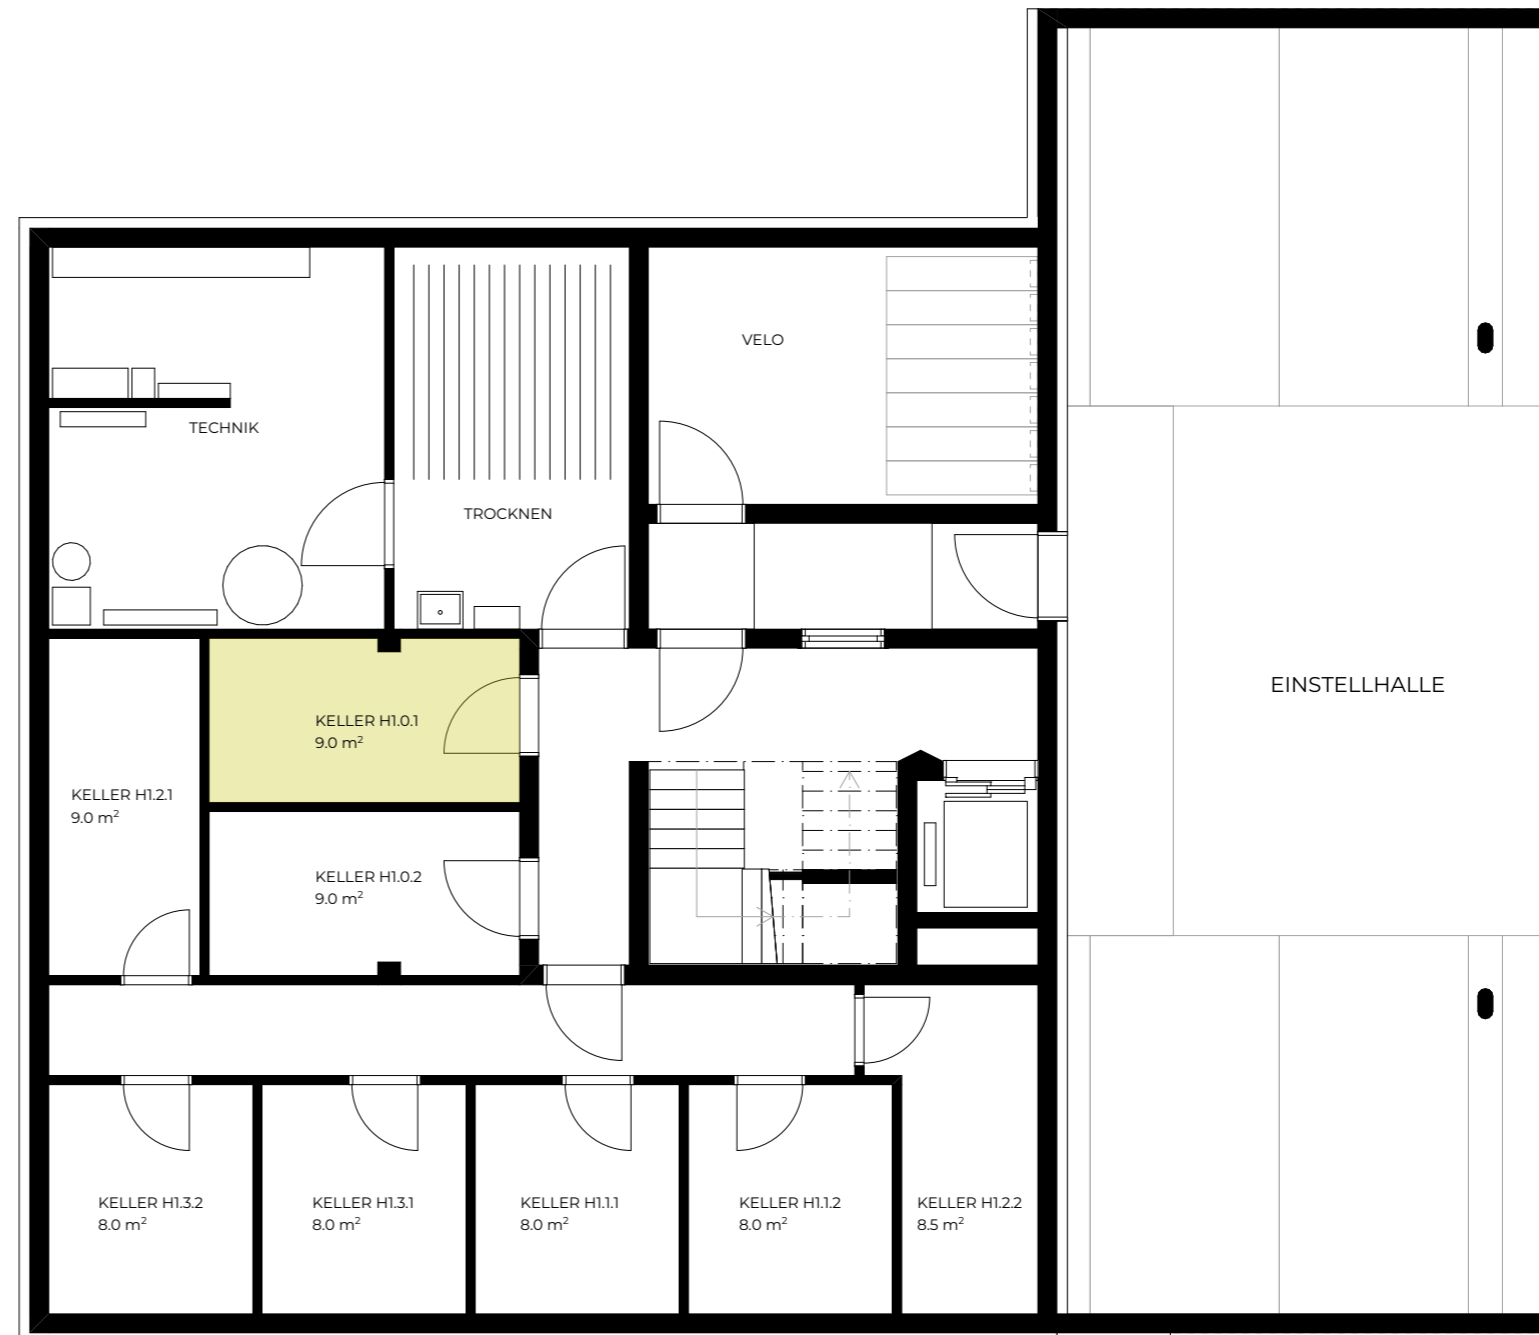 VELO
TECHNIK
TROCKNEN
EINSTELLHALLE
KELLER H1.0.1
9.0 m²
KELLER H1.2.1
9.0 m²
KELLER H1.0.2
9.0 m²
KELLER H1.3.2
8.0 m²
KELLER H1.3.1
8.0 m²
KELLER H1.1.1
8.0 m²
KELLER H1.1.2
8.0 m²
KELLER H1.2.2
8.5 m²